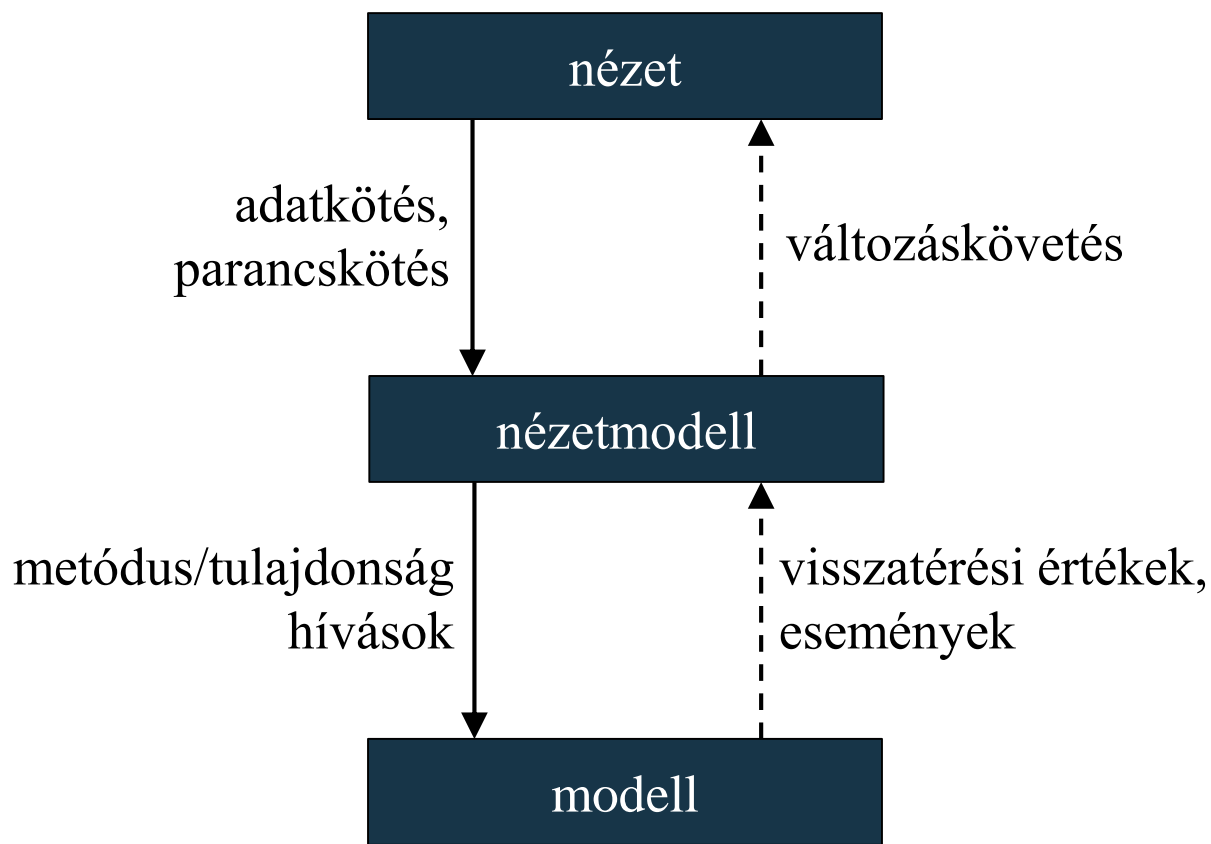 nézet
adatkötés,
parancskötés
változáskövetés
nézetmodell
metódus/tulajdonság
hívások
visszatérési értékek,
események
modell